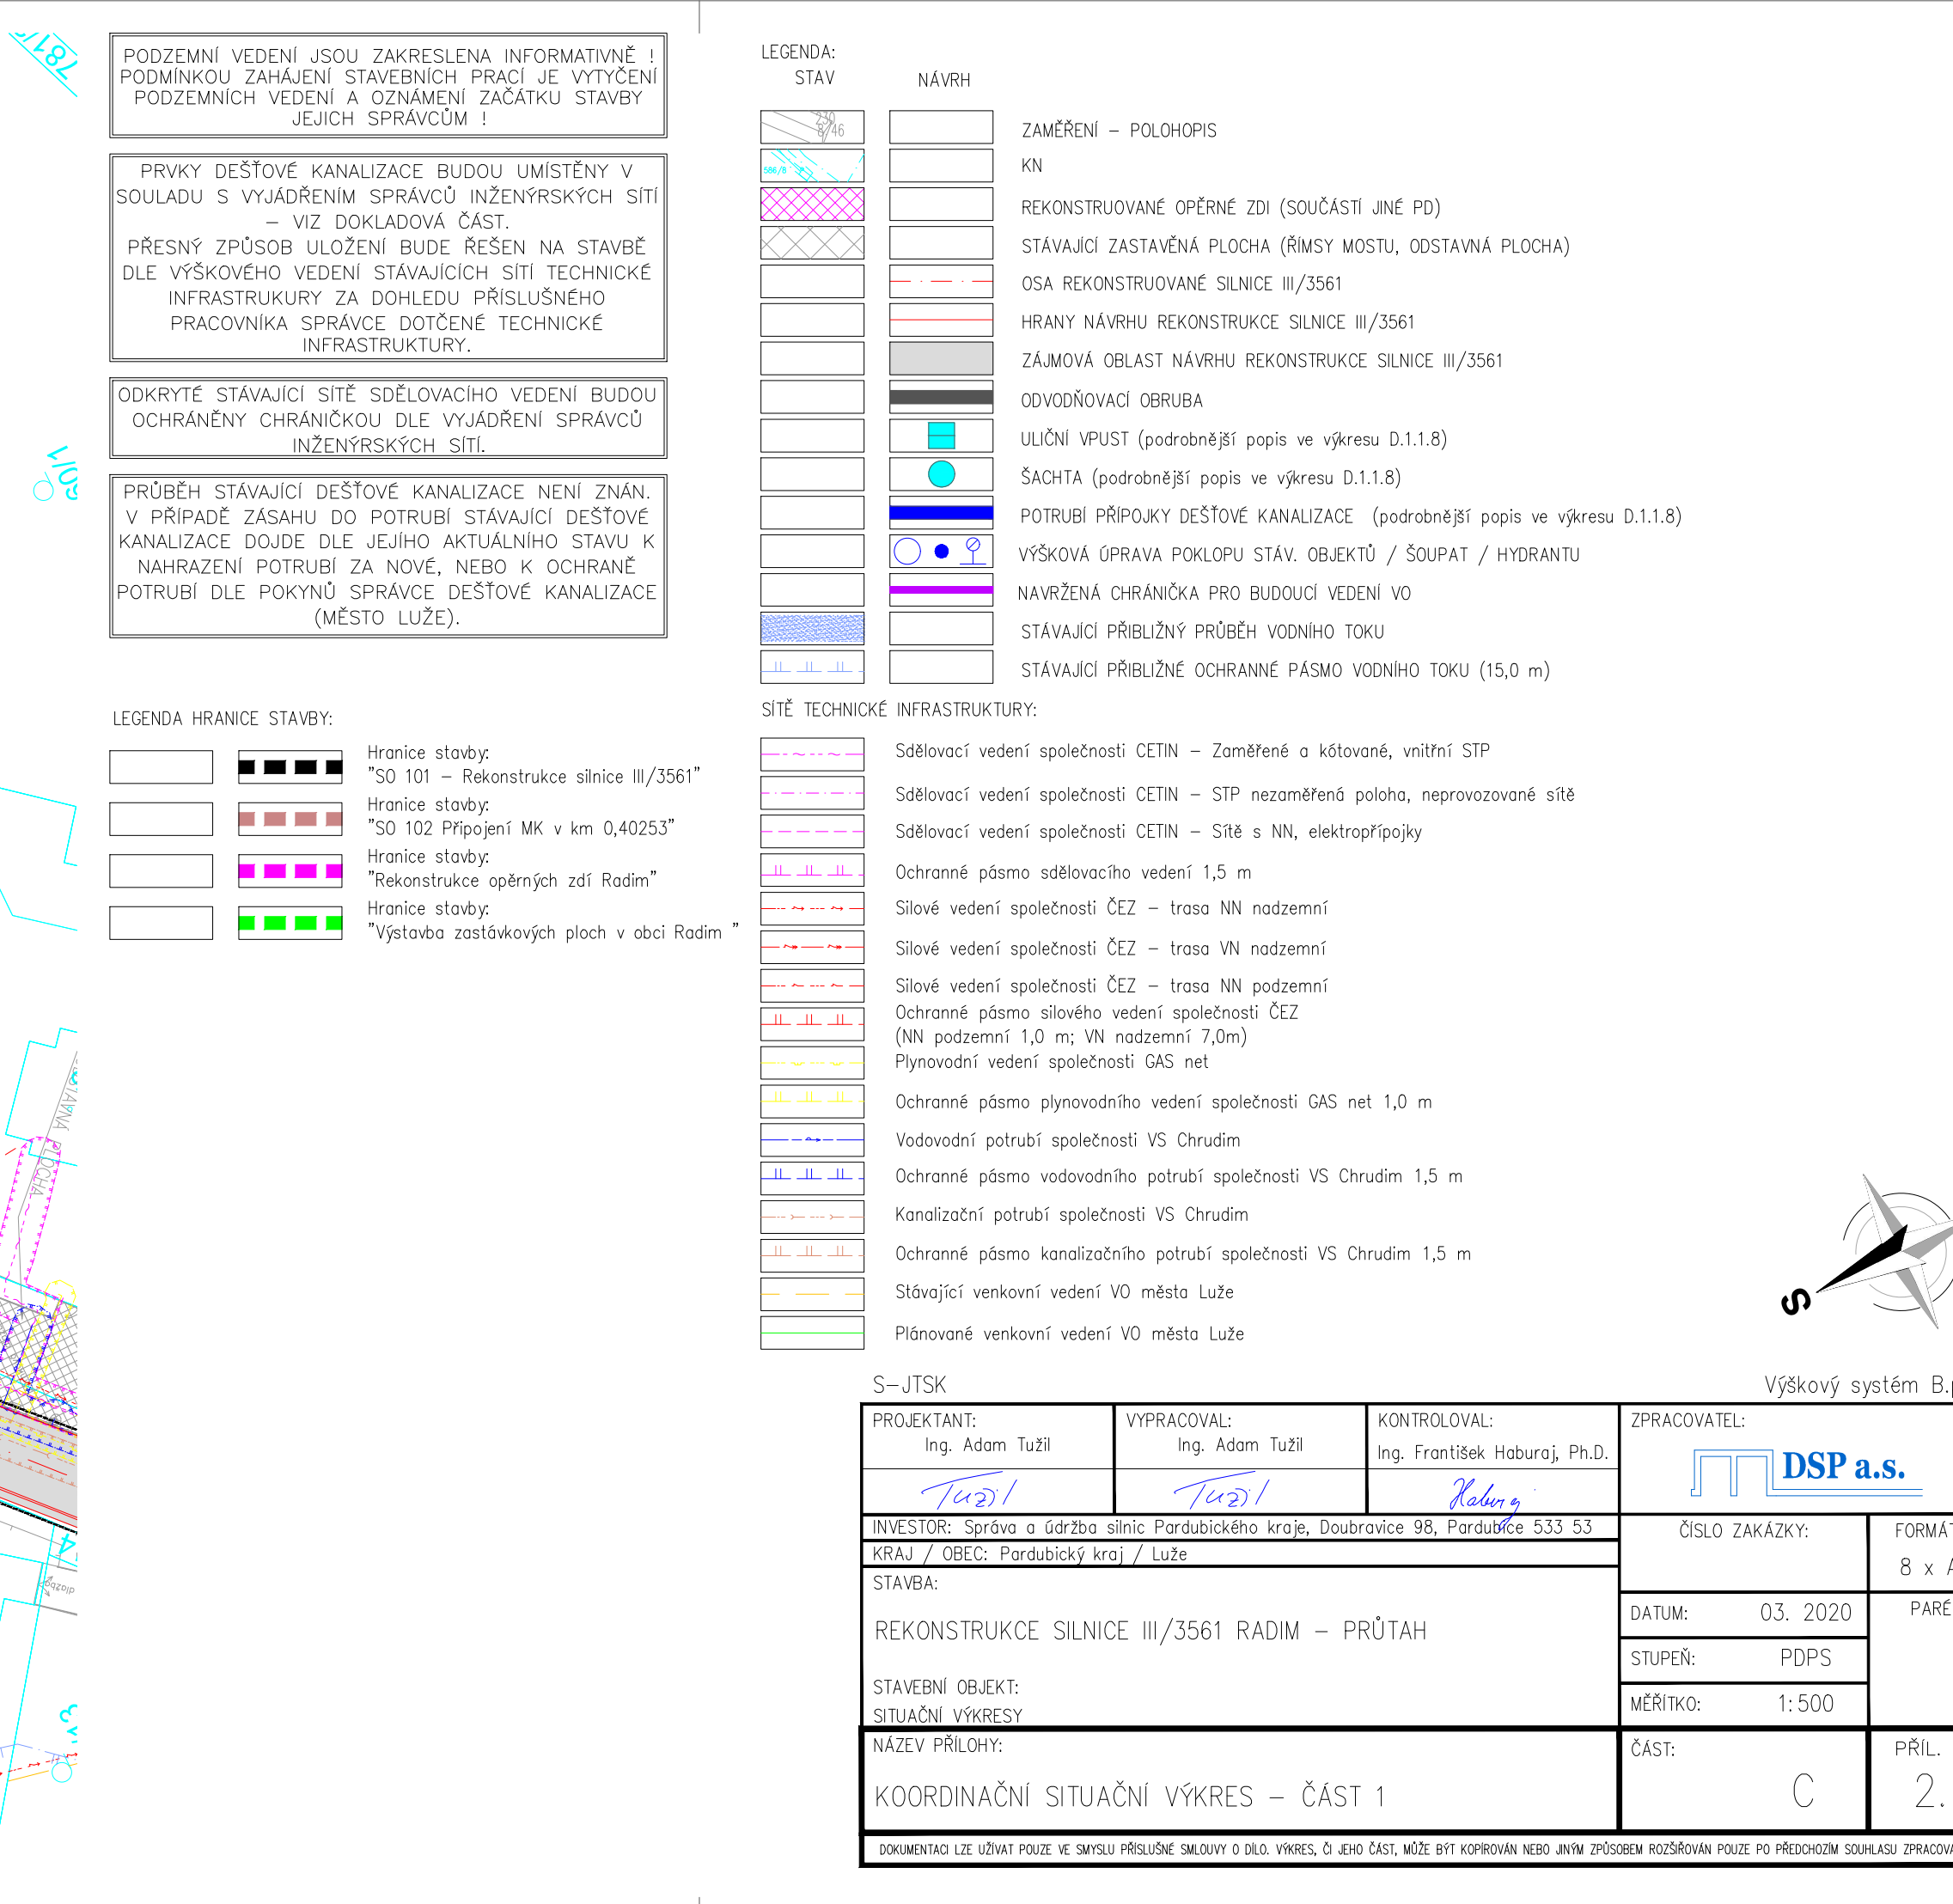 PODZEMNÍ VEDENÍ JSOU ZAKRESLENA INFORMATIVNĚ !
PODMÍNKOU ZAHÁJENÍ STAVEBNÍCH PRACÍ JE VYTYČENÍ
PODZEMNÍCH VEDENÍ A OZNÁMENÍ ZAČÁTKU STAVBY
JEJICH SPRÁVCŮM !
PRVKY DEŠŤOVÉ KANALIZACE BUDOU UMÍSTĚNY V
SOULADU S VYJÁDŘENÍM SPRÁVCŮ INŽENÝRSKÝCH SÍTÍ
– VIZ DOKLADOVÁ ČÁST.
PŘESNÝ ZPŮSOB ULOŽENÍ BUDE ŘEŠEN NA STAVBĚ
DLE VÝŠKOVÉHO VEDENÍ STÁVAJÍCÍCH SÍTÍ TECHNICKÉ
INFRASTRUKURY ZA DOHLEDU PŘÍSLUŠNÉHO
PRACOVNÍKA SPRÁVCE DOTČENÉ TECHNICKÉ
INFRASTRUKTURY.
ODKRYTÉ STÁVAJÍCÍ SÍTĚ SDĚLOVACÍHO VEDENÍ BUDOU
OCHRÁNĚNY CHRÁNIČKOU DLE VYJÁDŘENÍ SPRÁVCŮ
INŽENÝRSKÝCH SÍTÍ.
PRŮBĚH STÁVAJÍCÍ DEŠŤOVÉ KANALIZACE NENÍ ZNÁN.
V PŘÍPADĚ ZÁSAHU DO POTRUBÍ STÁVAJÍCÍ DEŠŤOVÉ
KANALIZACE DOJDE DLE JEJÍHO AKTUÁLNÍHO STAVU K
NAHRAZENÍ POTRUBÍ ZA NOVÉ, NEBO K OCHRANĚ
POTRUBÍ DLE POKYNŮ SPRÁVCE DEŠŤOVÉ KANALIZACE
(MĚSTO LUŽE).
LEGENDA HRANICE STAVBY:
Hranice stavby:
"SO 101 – Rekonstrukce silnice III/3561"
Hranice stavby:
"SO 102 Připojení MK v km 0,40253"
Hranice stavby:
"Rekonstrukce opěrných zdí Radim"
Hranice stavby:
"Výstavba zastávkových ploch v obci Radim "
PLOCHA
dlažba
LEGENDA:
STAV NÁVRH
230
8/46
ZAMĚŘENÍ – POLOHOPIS
586/8
KN
REKONSTRUOVANÉ OPĚRNÉ ZDI (SOUČÁSTÍ JINÉ PD)
STÁVAJÍCÍ ZASTAVĚNÁ PLOCHA (ŘÍMSY MOSTU, ODSTAVNÁ PLOCHA)
OSA REKONSTRUOVANÉ SILNICE III/3561
HRANY NÁVRHU REKONSTRUKCE SILNICE III/3561
ZÁJMOVÁ OBLAST NÁVRHU REKONSTRUKCE SILNICE III/3561
ODVODŇOVACÍ OBRUBA
ULIČNÍ VPUST (podrobnější popis ve výkresu D.1.1.8)
ŠACHTA (podrobnější popis ve výkresu D.1.1.8)
POTRUBÍ PŘÍPOJKY DEŠŤOVÉ KANALIZACE (podrobnější popis ve výkresu D.1.1.8)
VÝŠKOVÁ ÚPRAVA POKLOPU STÁV. OBJEKTŮ / ŠOUPAT / HYDRANTU
NAVRŽENÁ CHRÁNIČKA PRO BUDOUCÍ VEDENÍ VO
STÁVAJÍCÍ PŘIBLIŽNÝ PRŮBĚH VODNÍHO TOKU
STÁVAJÍCÍ PŘIBLIŽNÉ OCHRANNÉ PÁSMO VODNÍHO TOKU (15,0 m)
SÍTĚ TECHNICKÉ INFRASTRUKTURY:
Sdělovací vedení společnosti CETIN – Zaměřené a kótované, vnitřní STP
Sdělovací vedení společnosti CETIN – STP nezaměřená poloha, neprovozované sítě
Sdělovací vedení společnosti CETIN – Sítě s NN, elektropřípojky
Ochranné pásmo sdělovacího vedení 1,5 m
Silové vedení společnosti ČEZ – trasa NN nadzemní
Silové vedení společnosti ČEZ – trasa VN nadzemní
Silové vedení společnosti ČEZ – trasa NN podzemní
Ochranné pásmo silového vedení společnosti ČEZ
(NN podzemní 1,0 m; VN nadzemní 7,0m)
Plynovodní vedení společnosti GAS net
Ochranné pásmo plynovodního vedení společnosti GAS net 1,0 m
Vodovodní potrubí společnosti VS Chrudim
Ochranné pásmo vodovodního potrubí společnosti VS Chrudim 1,5 m
Kanalizační potrubí společnosti VS Chrudim
Ochranné pásmo kanalizačního potrubí společnosti VS Chrudim 1,5 m
Stávající venkovní vedení VO města Luže
Plánované venkovní vedení VO města Luže
S
S–JTSK Výškový systém B.p
PROJEKTANT: VYPRACOVAL: KONTROLOVAL: ZPRACOVATEL:
Ing. Adam Tužil Ing. Adam Tužil Ing. František Haburaj, Ph.D.
DSP a.s.
Tužil Tužil Haburaj
INVESTOR: Správa a údržba silnic Pardubického kraje, Doubravice 98, Pardubice 533 53
KRAJ / OBEC: Pardubický kraj / Luže
ČÍSLO ZAKÁZKY: FORMÁT
8 x A
STAVBA:
REKONSTRUKCE SILNICE III/3561 RADIM – PRŮTAH
DATUM: 03. 2020 PARÉ
STUPEŇ: PDPS
STAVEBNÍ OBJEKT:
SITUAČNÍ VÝKRESY
MĚŘÍTKO: 1:500
NÁZEV PŘÍLOHY:
KOORDINAČNÍ SITUAČNÍ VÝKRES – ČÁST 1
ČÁST: PŘÍL.
C 2.
DOKUMENTACI LZE UŽÍVAT POUZE VE SMYSLU PŘÍSLUŠNÉ SMLOUVY O DÍLO. VÝKRES, ČI JEHO ČÁST, MŮŽE BÝT KOPÍROVÁN NEBO JINÝM ZPŮSOBEM ROZŠIŘOVÁN POUZE PO PŘEDCHOZÍM SOUHLASU ZPRACOVA